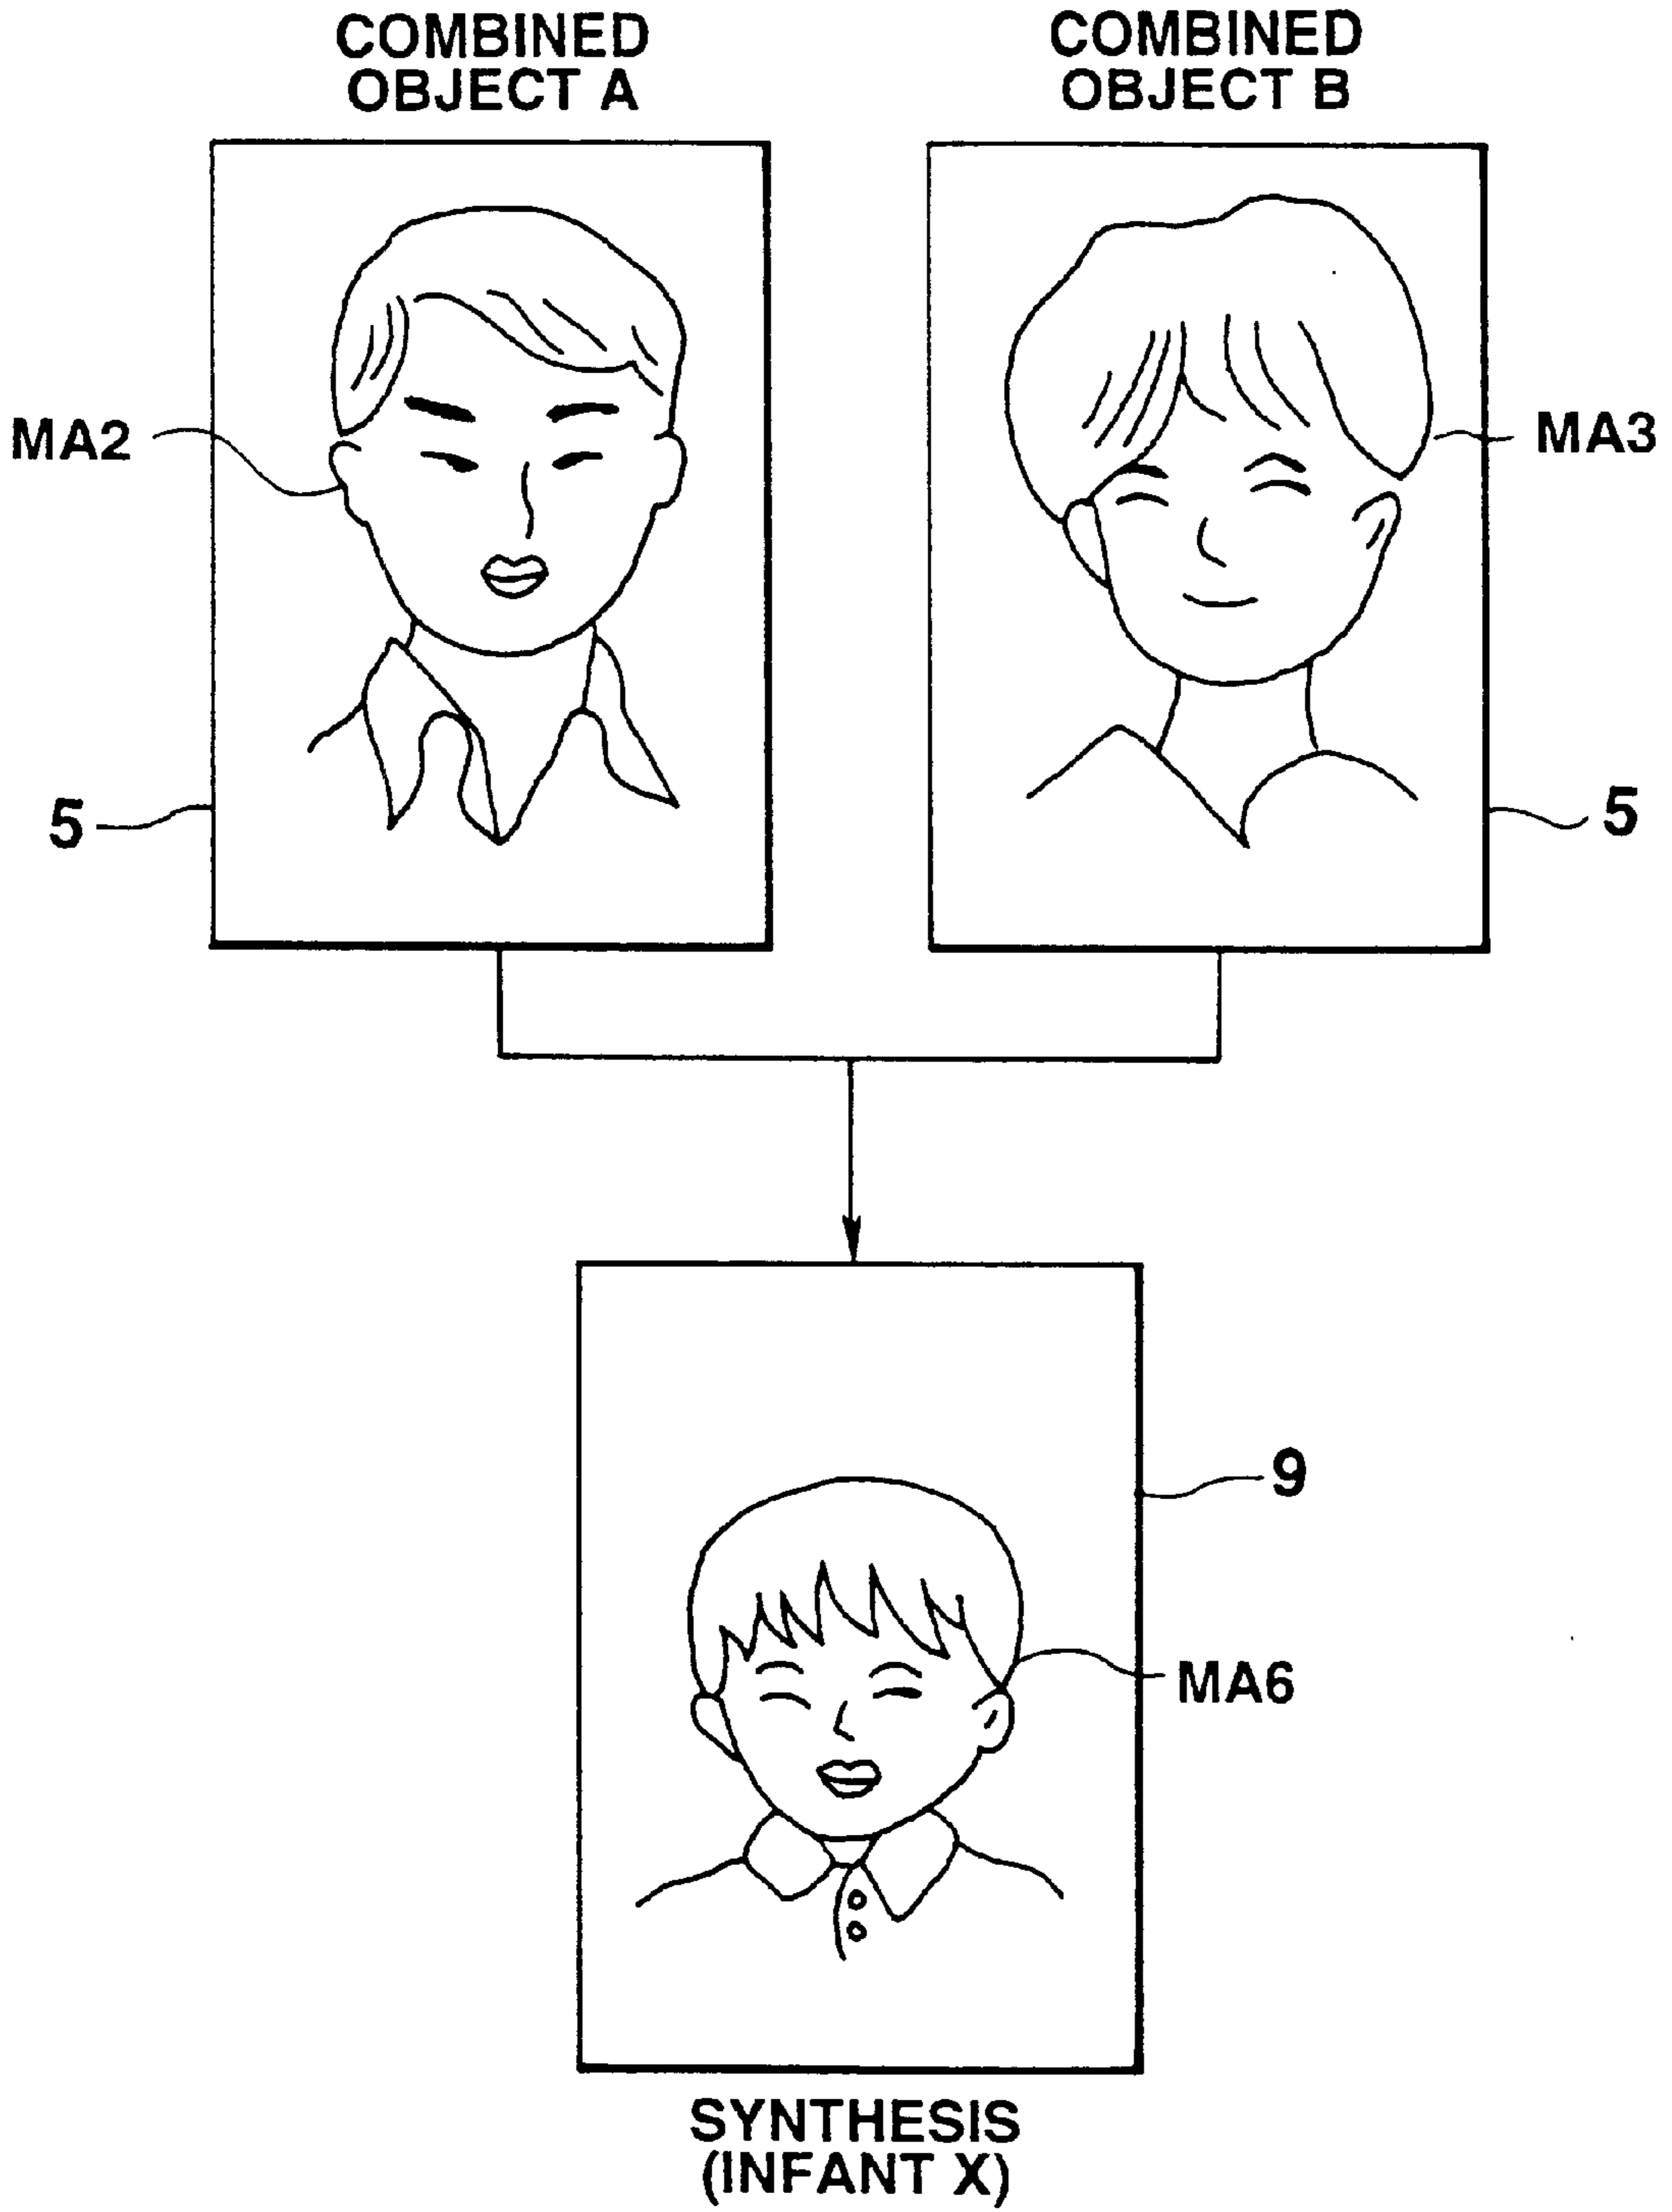 COMBINED
OBJECT A
COMBINED
OBJECT B
MA2
MA3
5
5
9
MA6
SYNTHESIS
(INFANT X)